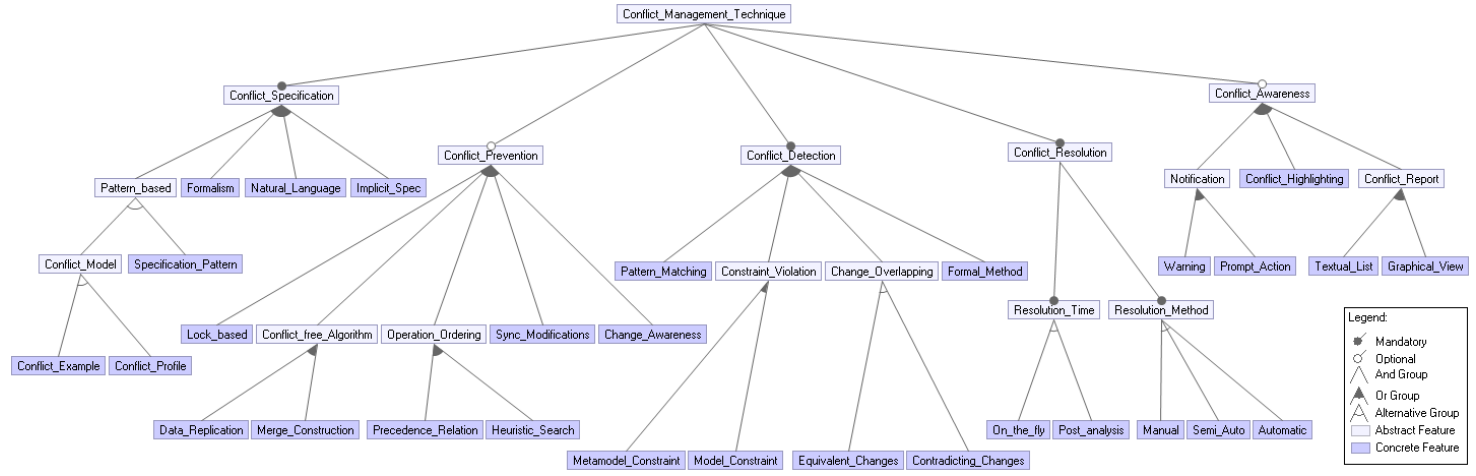 Conflict_Management_Technique
Conflict_Specification
Conflict_Awareness
Conflict_Prevention
Conflict_Detection
Conflict_Resolution
Pattern_based
Formalism
Natural_Language
Implicit_Spec
Notification
Conflict_Highlighting
Conflict_Report
Conflict_Model
Specification_Pattern
Pattern_Matching
Constraint_Violation
Change_Overlapping
Formal_Method
Warning
Prompt_Action
Textual_List
Graphical_View
Lock_based
Conflict_free_Algorithm
Operation_Ordering
Sync_Modifications
Change_Awareness
Resolution_Time
Resolution_Method
Conflict_Example
Conflict_Profile
Data_Replication
Merge_Construction
Precedence_Relation
Heuristic_Search
On_the_fly
Post_analysis
Manual
Semi_Auto
Automatic
Metamodel_Constraint
Model_Constraint
Equivalent_Changes
Contradicting_Changes
Legend:
Mandatory
Optional
And Group
Or Group
Alternative Group
Abstract Feature
Concrete Feature